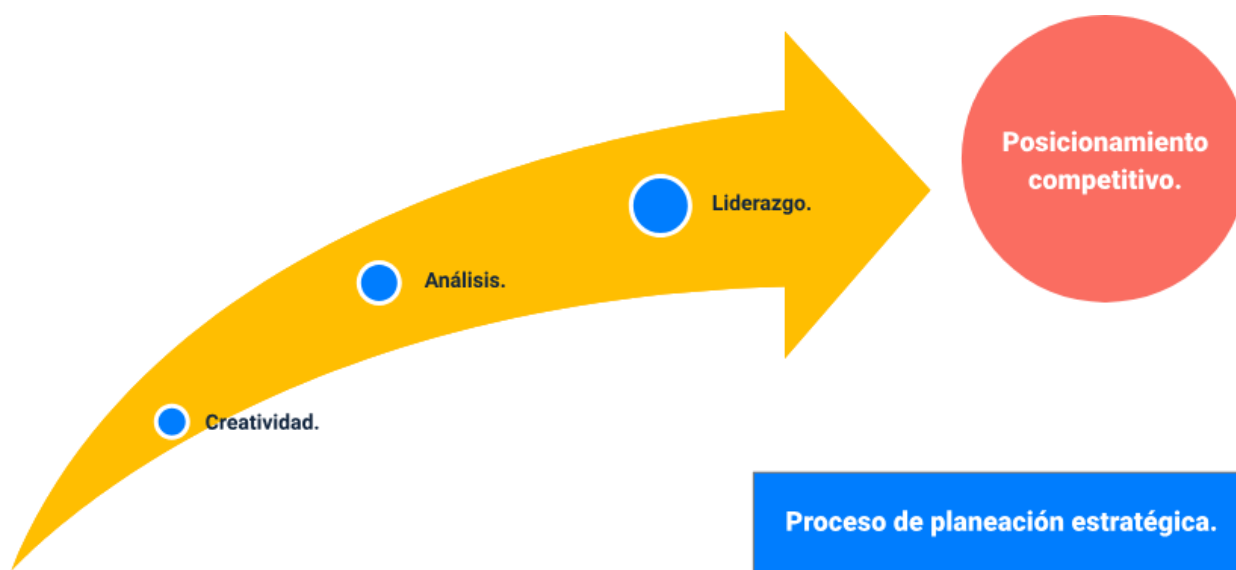 Posicionamiento
competitivo.
Liderazgo.
Análisis.
Creatividad.
Proceso de planeación estratégica.